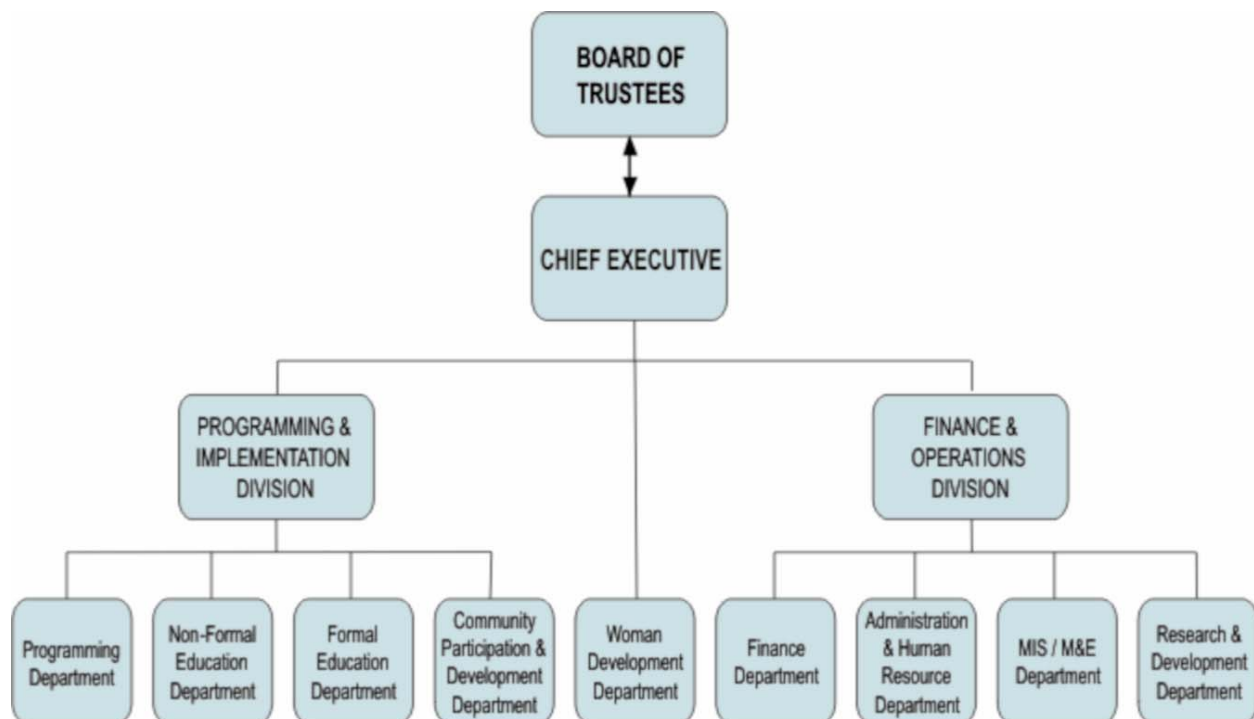 BOARD OF
TRUSTEES
CHIEF EXECUTIVE
PROGRAMMING &
IMPLEMENTATION
DIVISION
FINANCE &
OPERATIONS
DIVISION
Programming
Department
Non-Formal
Education
Department
Formal
Education
Department
Community
Participation &
Development
Department
Woman
Development
Department
Finance
Department
Administration
& Human
Resource
Department
MIS / M&E
Department
Research &
Development
Department